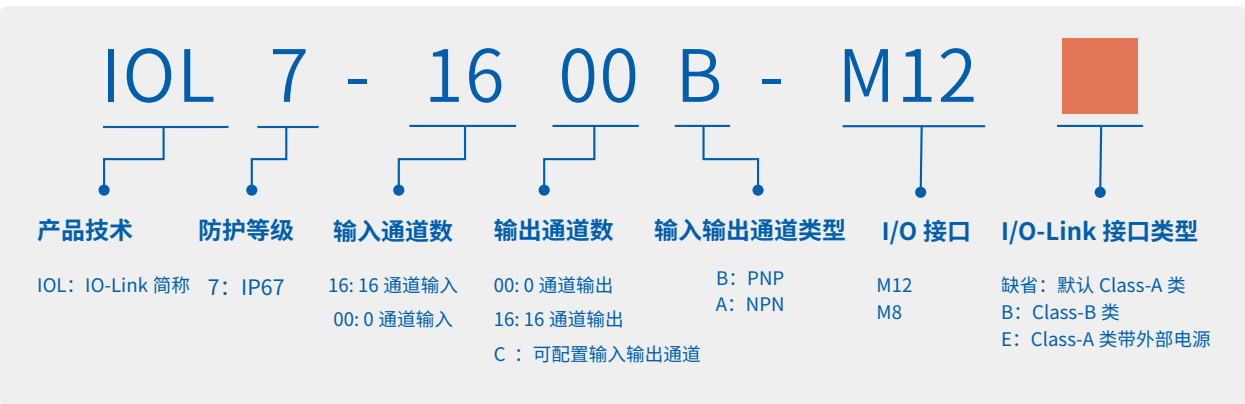 IOL 7 - 16 00 B - M12
产品技术
IOL：IO-Link 简称
防护等级
7：IP67
输入通道数
16: 16 通道输入
00: 0 通道输入
输出通道数
00: 0 通道输出
16: 16 通道输出
C ：可配置输入输出通道
输入输出通道类型
B：PNP
A：NPN
I/O 接口
M12
M8
I/O-Link 接口类型
缺省：默认 Class-A 类
B：Class-B 类
E：Class-A 类带外部电源